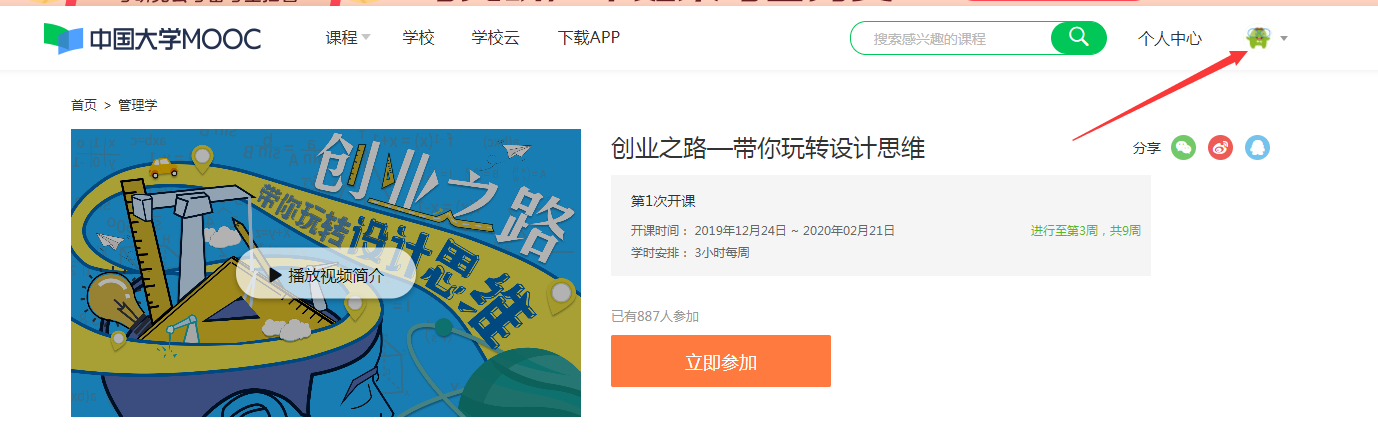 中国大学MOOC
课程
学校
学校云
下载APP
搜索感兴趣的课程
个人中心
首页 > 管理学
创业之路
带你玩转设计思维
播放视频简介
创业之路—带你玩转设计思维
分享
第1次开课
开课时间： 2019年12月24日 ~ 2020年02月21日
进行至第3周，共9周
学时安排： 3小时每周
已有887人参加
立即参加